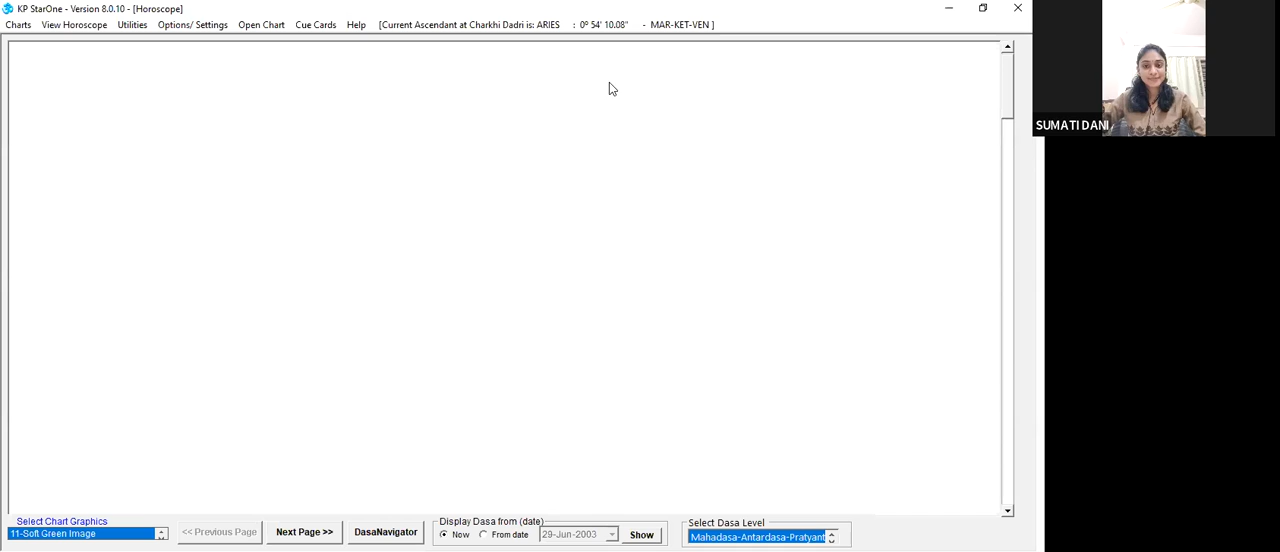 KP StarOne - Version 8.0.10 - [Horoscope]
Charts View Horoscope Utilities Options/ Settings Open Chart Cue Cards Help [Current Ascendant at Charkhi Dadri is: ARIES : 0º 54' 10.08" - MAR-KET-VEN ]
SUMATI DANI
Select Chart Graphics
11-Soft Green Image
<< Previous Page
Next Page >>
DasaNavigator
Display Dasa from (date)
Now From date 29-Jun-2003 Show
Select Dasa Level
Mahadasa-Antardasa-Pratyant